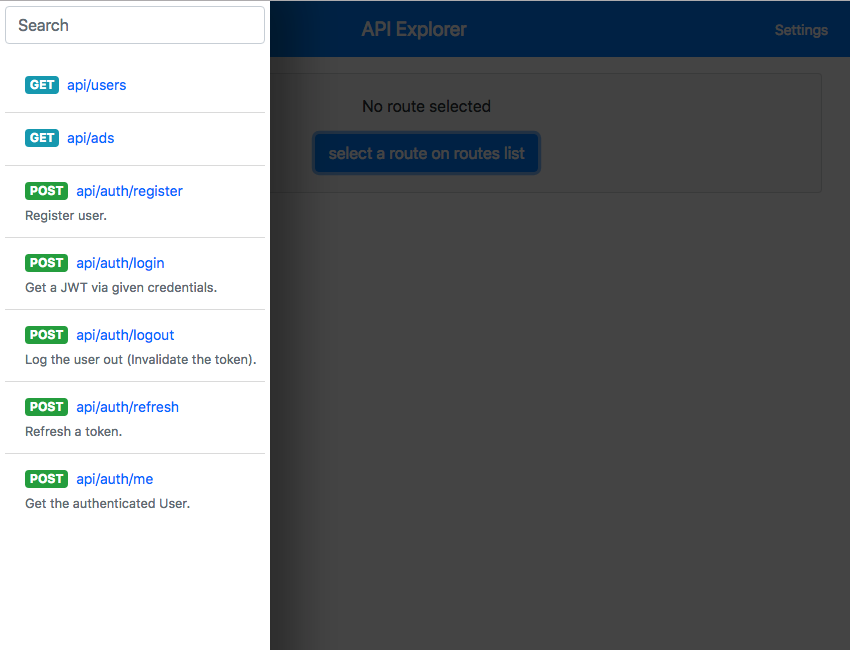 Search
GET api/users
GET api/ads
POST api/auth/register
Register user.
POST api/auth/login
Get a JWT via given credentials.
POST api/auth/logout
Log the user out (Invalidate the token).
POST api/auth/refresh
Refresh a token.
POST api/auth/me
Get the authenticated User.
API Explorer
Settings
No route selected
select a route on routes list